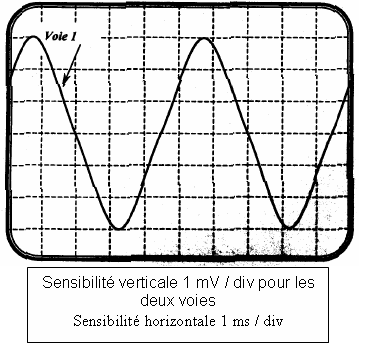 Voie 1
Sensibilité verticale 1 mV / div pour les
deux voies
Sensibilité horizontale 1 ms / div